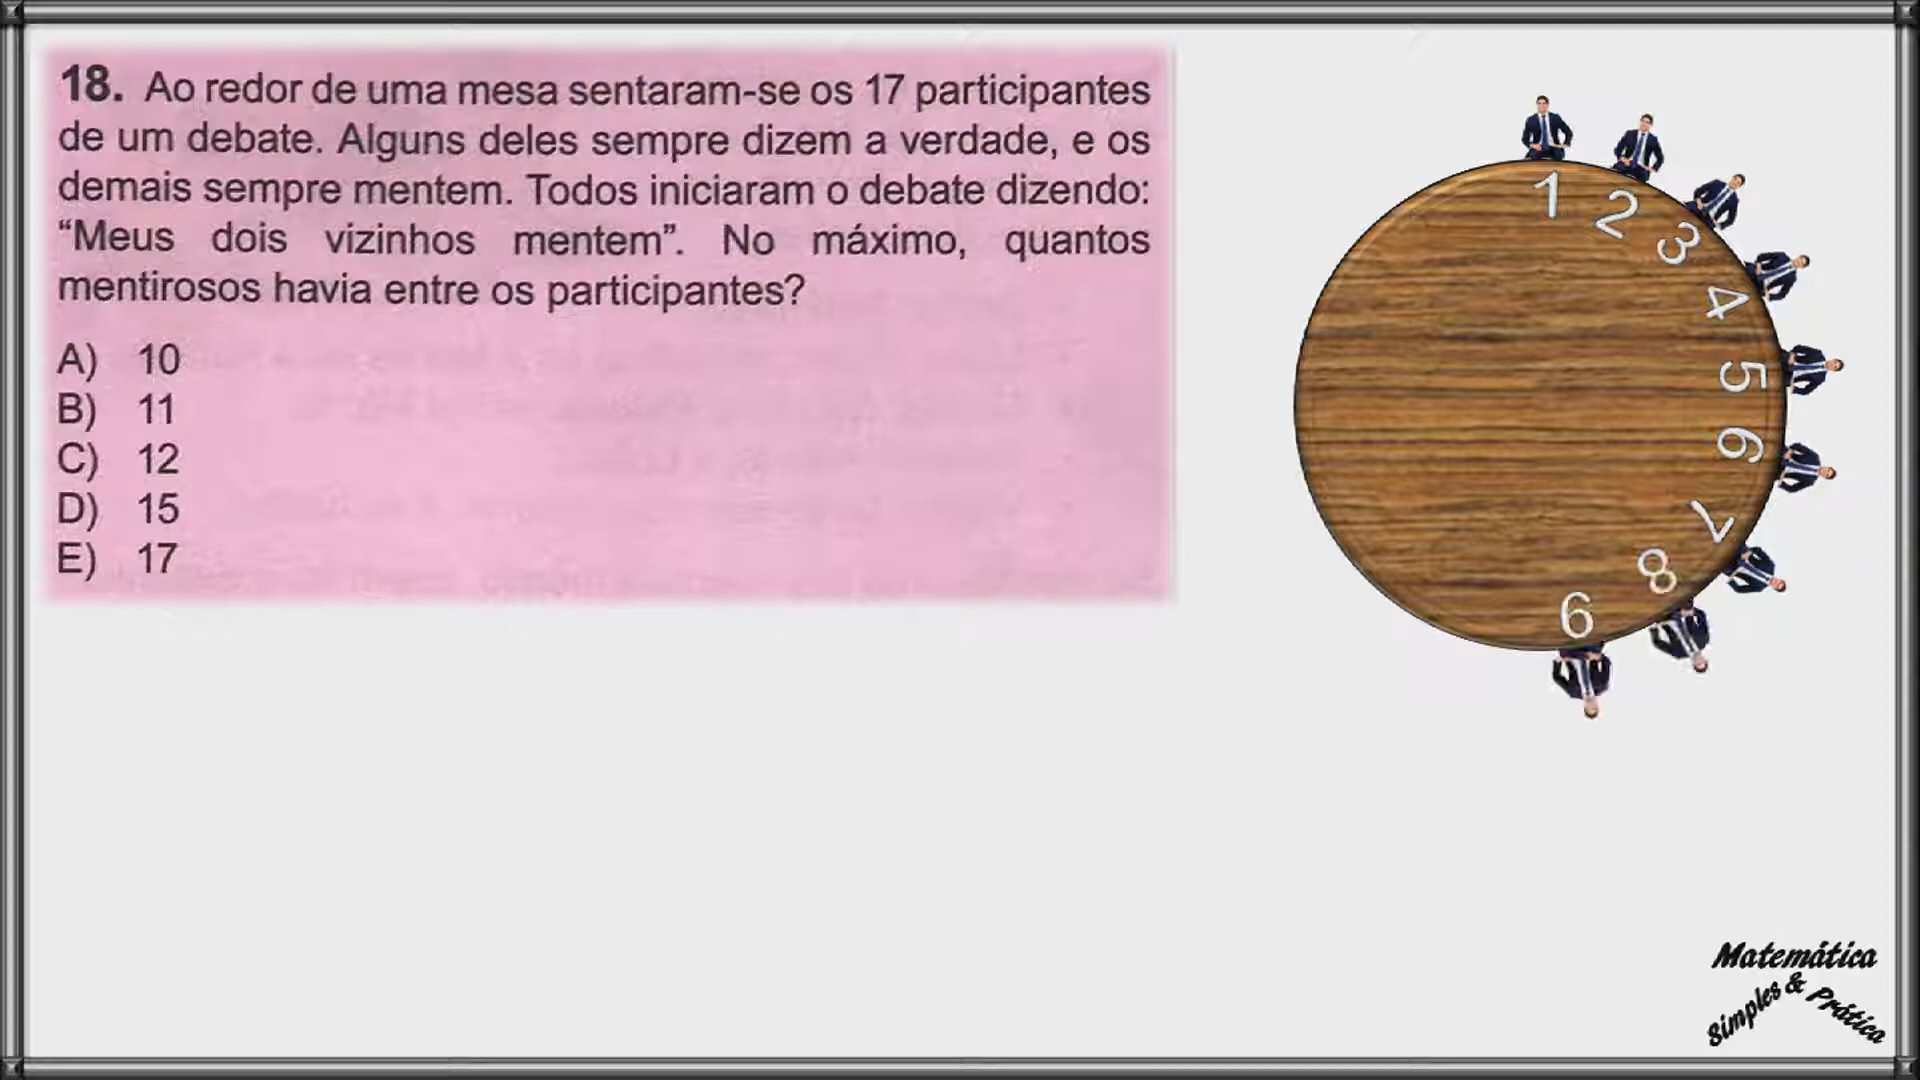 18. Ao redor de uma mesa sentaram-se os 17 participantes
de um debate. Alguns deles sempre dizem a verdade, e os
demais sempre mentem. Todos iniciaram o debate dizendo:
“Meus dois vizinhos mentem”. No máximo, quantos
mentirosos havia entre os participantes?
A) 10
B) 11
C) 12
D) 15
E) 17
1
2
3
4
5
6
7
8
9
Matemática
Simples & Prática